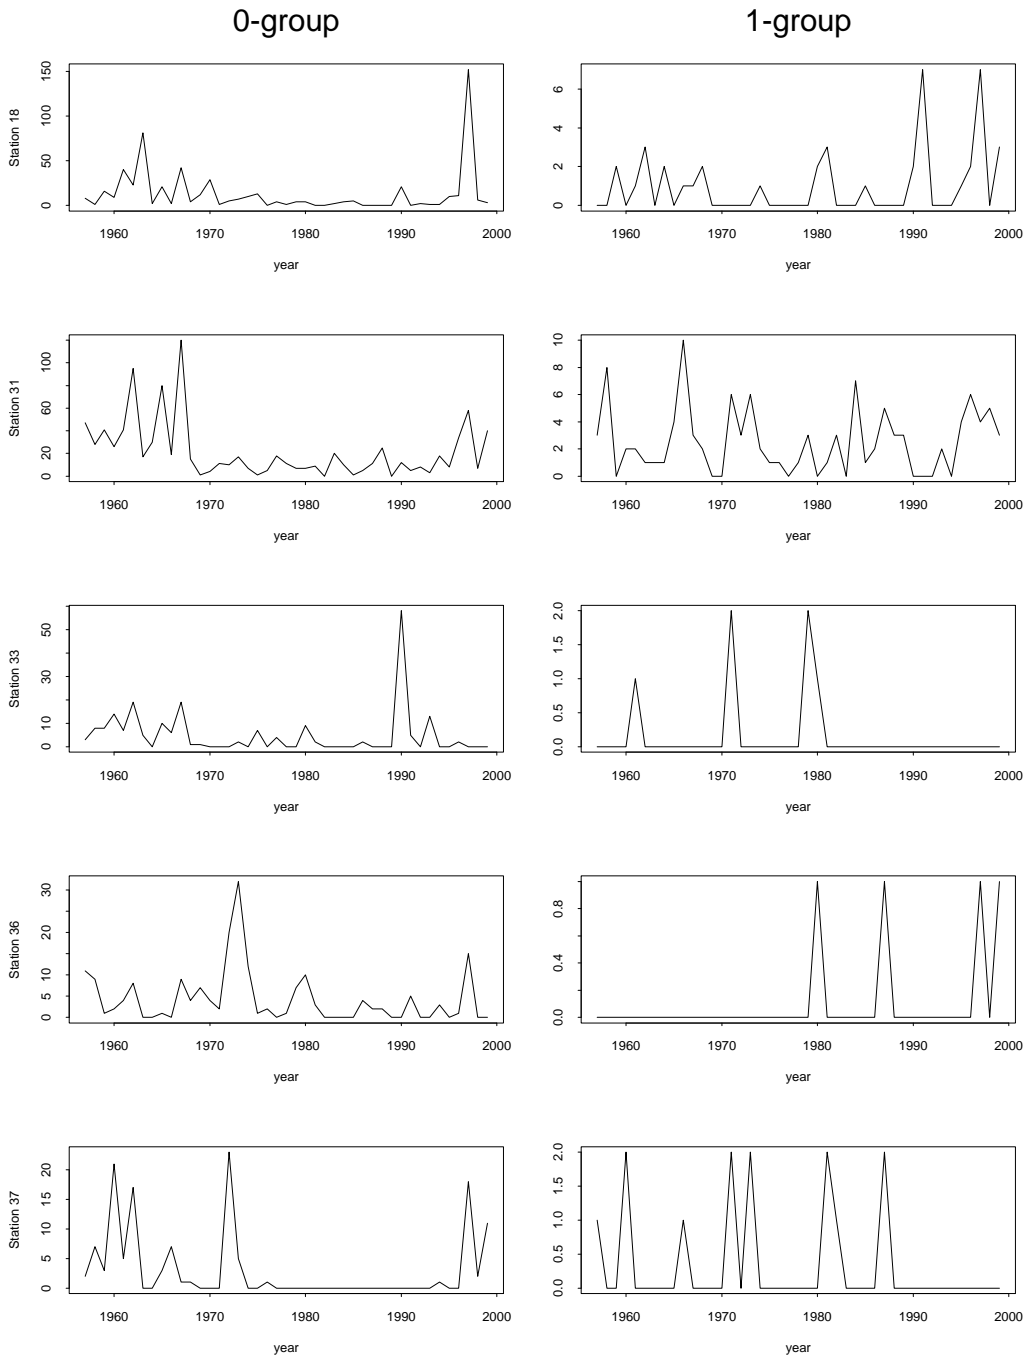 0-group 1-group
Station 18
0 50 100 150
0 2 4 6
1960 1970 1980 1990 2000 1960 1970 1980 1990 2000
year year
Station 31
0 20 60 100
0 2 4 6 8 10
1960 1970 1980 1990 2000 1960 1970 1980 1990 2000
year year
Station 33
0 10 30 50
0.0 0.5 1.0 1.5 2.0
1960 1970 1980 1990 2000 1960 1970 1980 1990 2000
year year
Station 36
0 5 10 20 30
0.0 0.4 0.8
1960 1970 1980 1990 2000 1960 1970 1980 1990 2000
year year
Station 37
0 5 10 15 20
0.0 0.5 1.0 1.5 2.0
1960 1970 1980 1990 2000 1960 1970 1980 1990 2000
year year